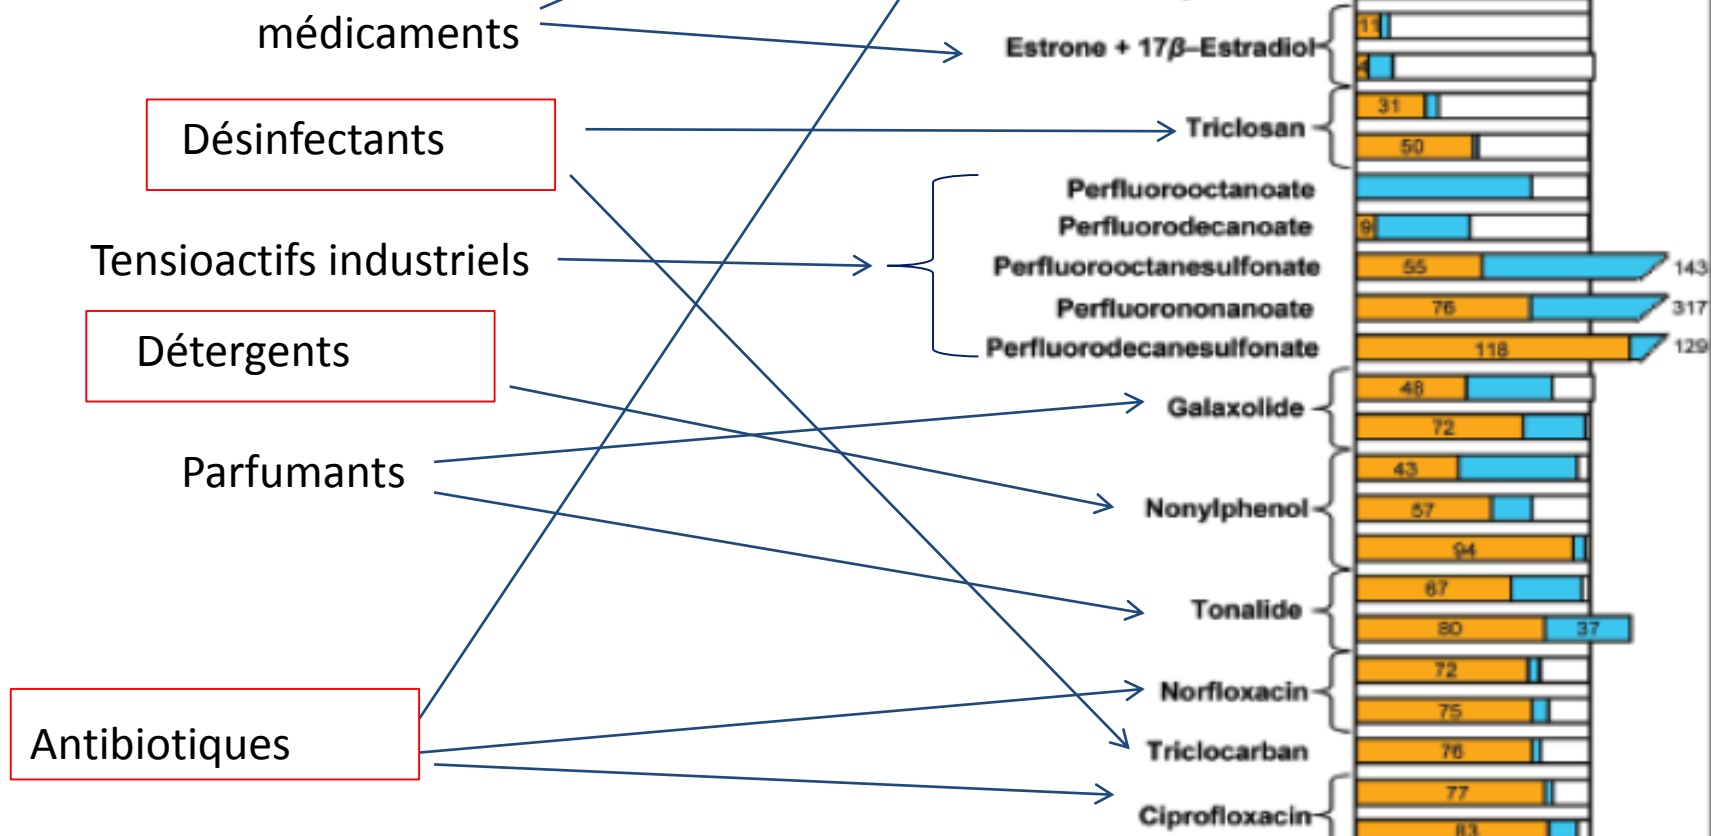 médicaments
Désinfectants
Tensioactifs industriels
Détergents
Parfumants
Antibiotiques
Estrone + 17β–Estradiol
11
Triclosan
31
50
Perfluorooctanoate
Perfluorodecanoate
9
Perfluorooctanesulfonate
55
143
Perfluorononanoate
76
317
Perfluorodecanesulfonate
118
129
Galaxolide
48
72
Nonylphenol
43
57
94
Tonalide
67
80
37
Norfloxacin
72
75
Triclocarban
76
Ciprofloxacin
77
83